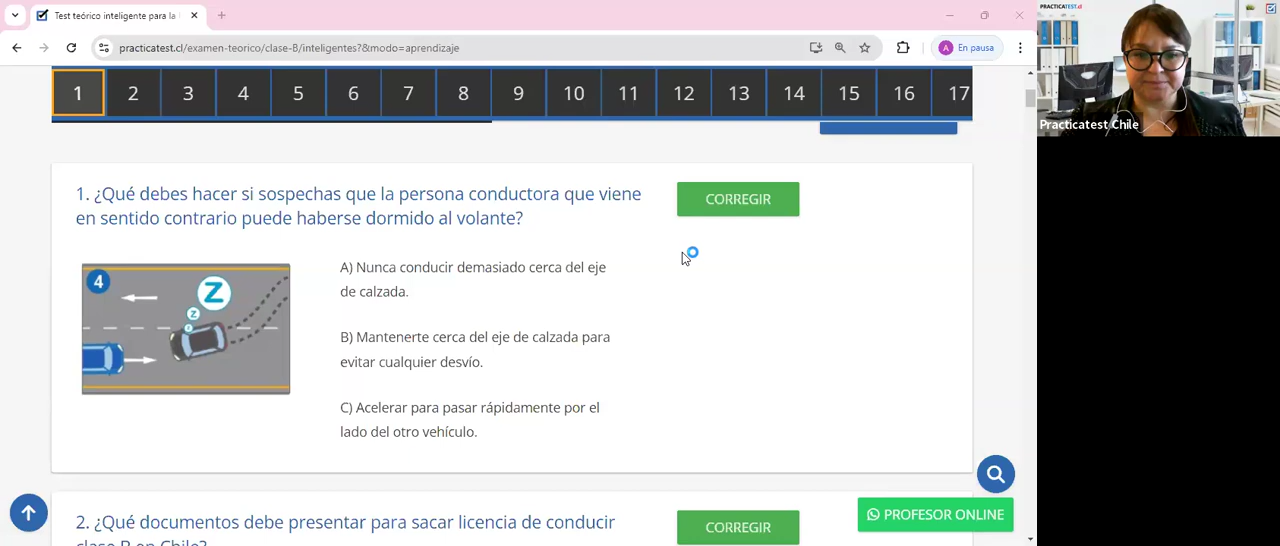 Test teórico inteligente para la
practicatest.cl/examen-teorico/clase-B/inteligentes?&modo=aprendizaje
A
En pausa
PRACTICATEST.cl
Practicatest Chile
1 2 3 4 5 6 7 8 9 10 11 12 13 14 15 16 17
1. ¿Qué debes hacer si sospechas que la persona conductora que viene
en sentido contrario puede haberse dormido al volante?
CORREGIR
4
Z
z
z
A) Nunca conducir demasiado cerca del eje
de calzada.
B) Mantenerte cerca del eje de calzada para
evitar cualquier desvío.
C) Acelerar para pasar rápidamente por el
lado del otro vehículo.
PROFESOR ONLINE
2. ¿Qué documentos debe presentar para sacar licencia de conducir
clase B en Chile?
CORREGIR